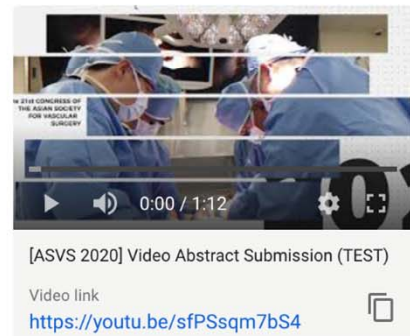 e 21st CONGRESS OF
THE ASIAN SOCIETY
FOR VASCULAR
SURGERY
0:00 / 1:12
[ASVS 2020] Video Abstract Submission (TEST)
Video link
https://youtu.be/sfPSsqm7bS4